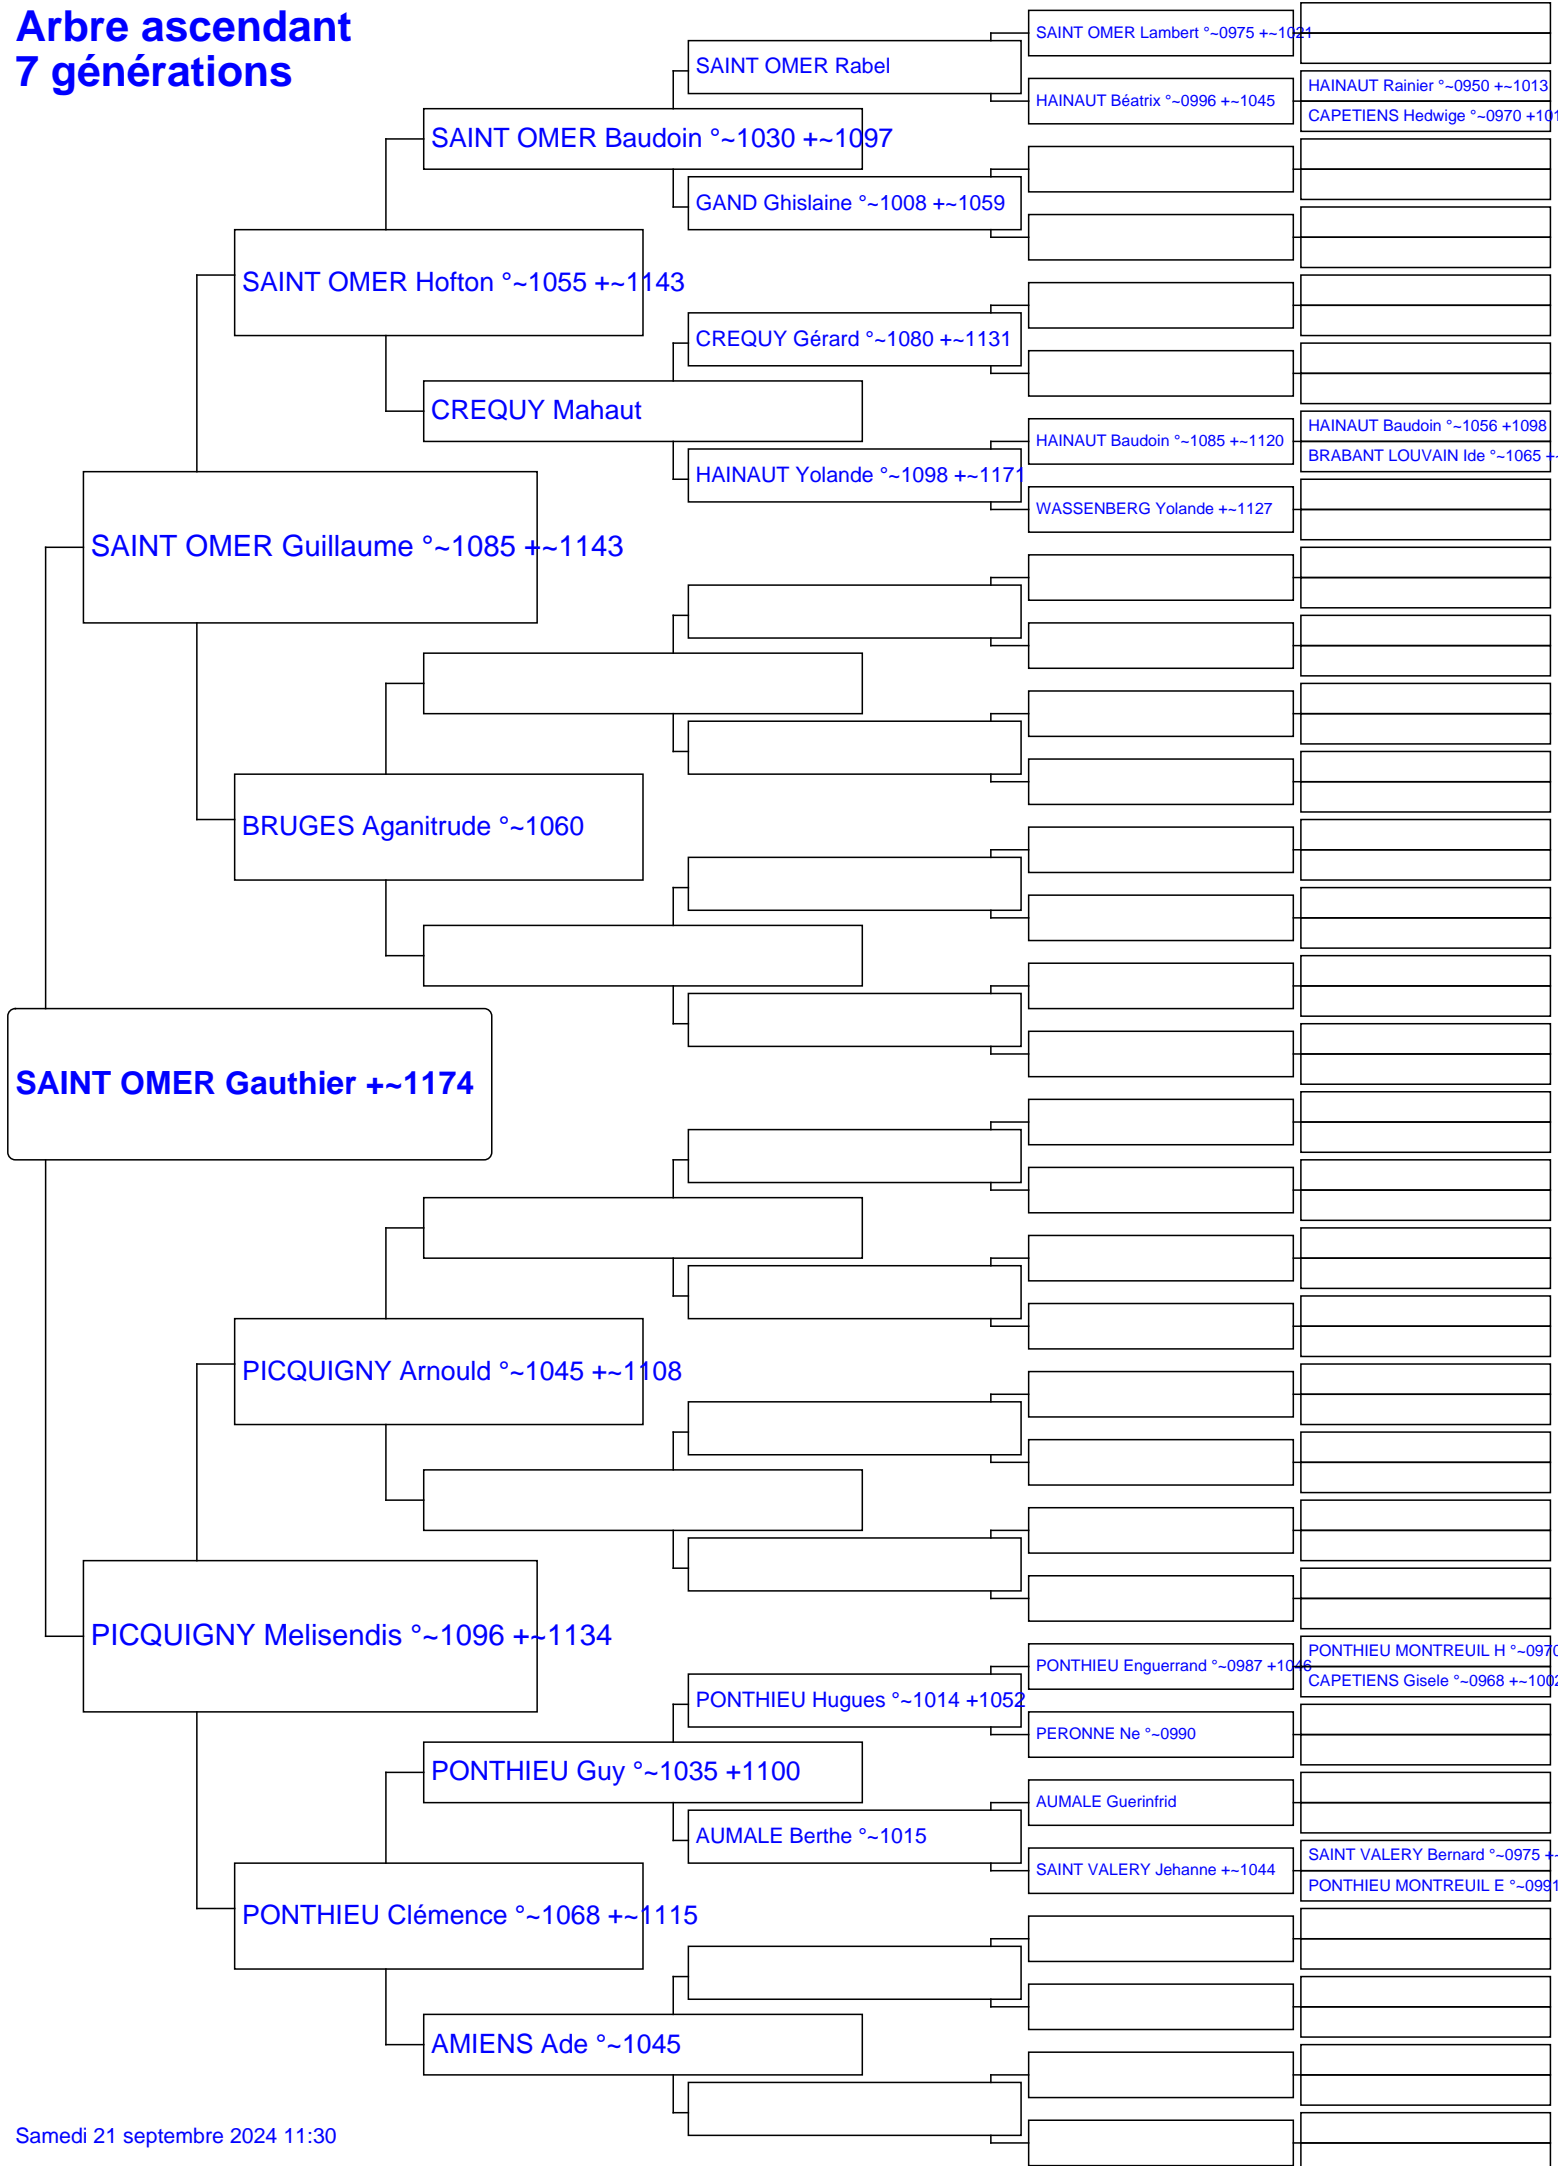 Arbre ascendant
7 générations
SAINT OMER Lambert °~0975 +~1021
SAINT OMER Rabel
HAINAUT Rainier °~0950 +~1013
HAINAUT Béatrix °~0996 +~1045
CAPETIENS Hedwige °~0970 +101
SAINT OMER Baudoin °~1030 +~1097
GAND Ghislaine °~1008 +~1059
SAINT OMER Hofton °~1055 +~1143
CREQUY Gérard °~1080 +~1131
CREQUY Mahaut
HAINAUT Baudoin °~1056 +1098
HAINAUT Baudoin °~1085 +~1120
BRABANT LOUVAIN Ide °~1065 +~
HAINAUT Yolande °~1098 +~1171
WASSENBERG Yolande +~1127
SAINT OMER Guillaume °~1085 +~1143
BRUGES Aganitrude °~1060
SAINT OMER Gauthier +~1174
PICQUIGNY Arnould °~1045 +~1108
PICQUIGNY Melisendis °~1096 +~1134
PONTHIEU MONTREUIL H °~0970
PONTHIEU Enguerrand °~0987 +1046
CAPETIENS Gisele °~0968 +~1002
PONTHIEU Hugues °~1014 +1052
PERONNE Ne °~0990
PONTHIEU Guy °~1035 +1100
AUMALE Guerinfrid
AUMALE Berthe °~1015
SAINT VALERY Bernard °~0975 +~
SAINT VALERY Jehanne +~1044
PONTHIEU MONTREUIL E °~0991
PONTHIEU Clémence °~1068 +~1115
AMIENS Ade °~1045
Samedi 21 septembre 2024 11:30